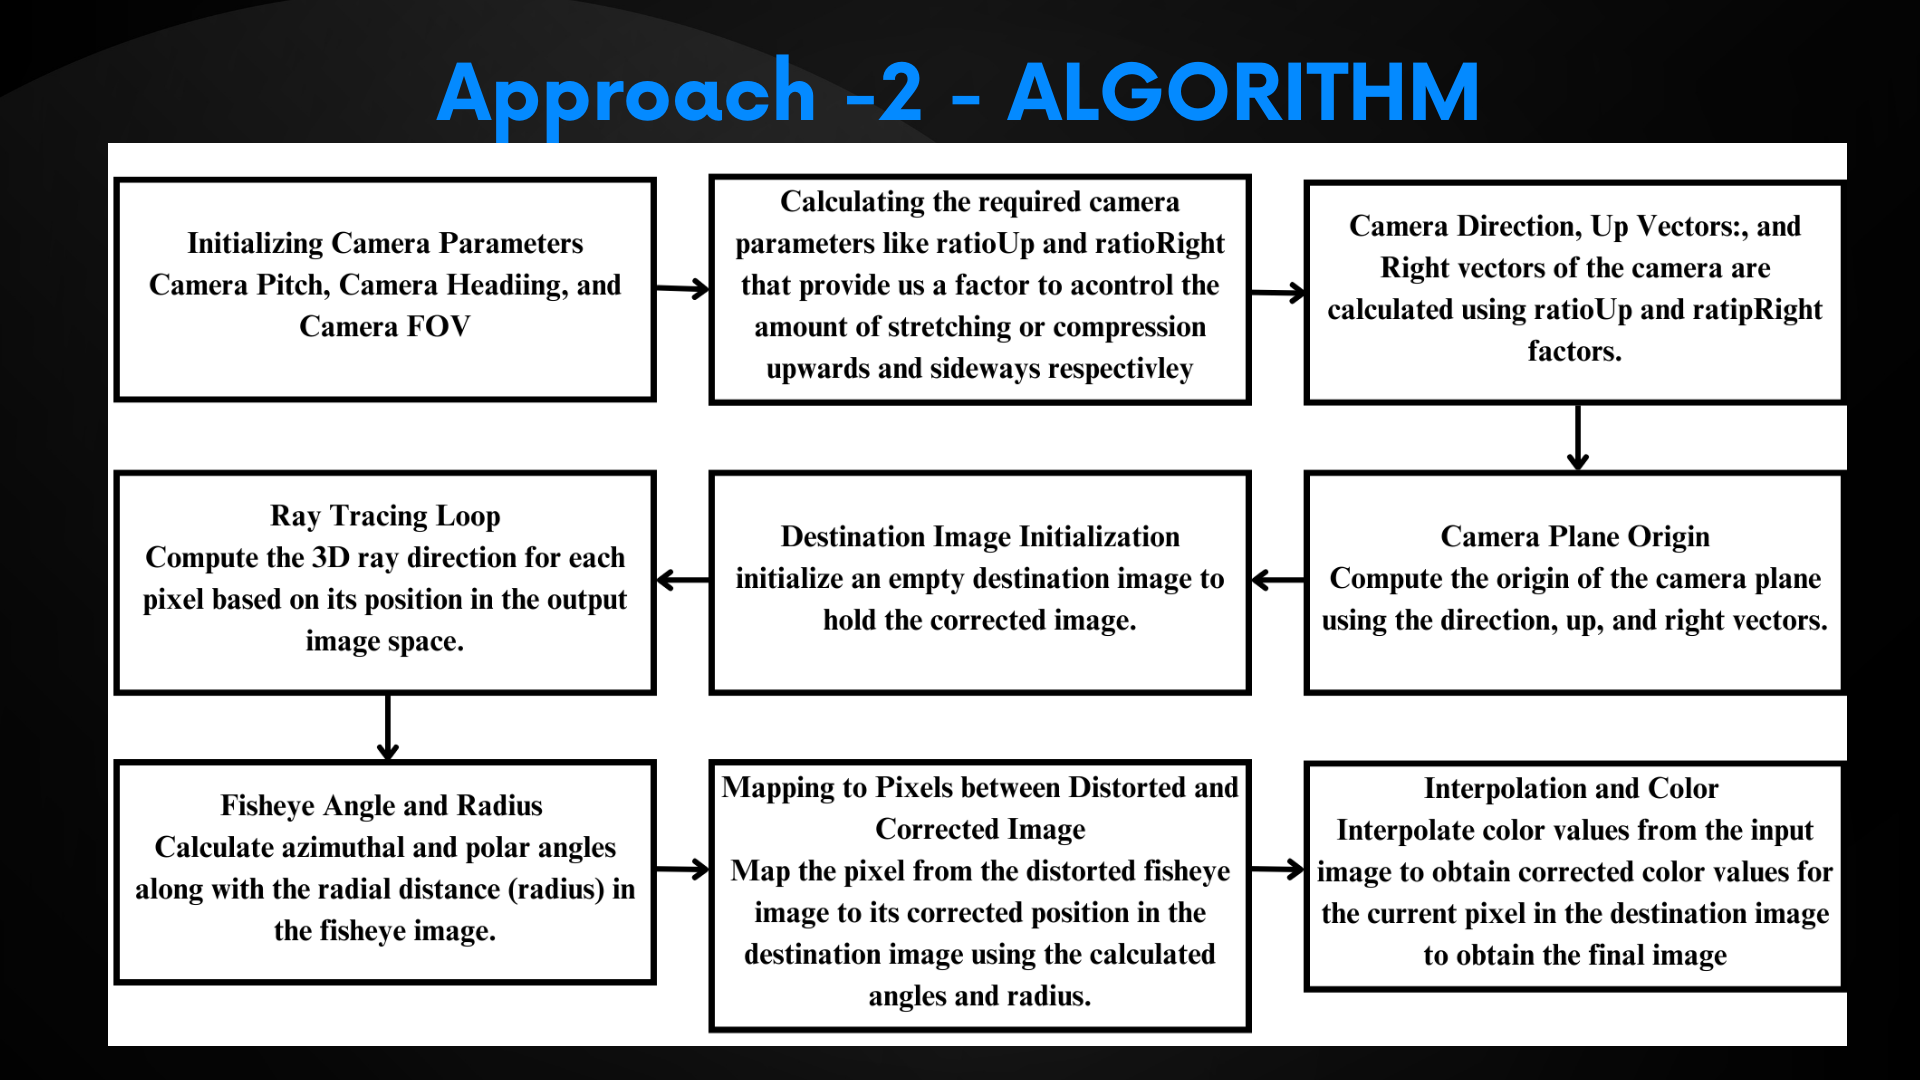 Approach -2 - ALGORITHM
Initializing Camera Parameters
Camera Pitch, Camera Headiing, and
Camera FOV
Calculating the required camera
parameters like ratioUp and ratioRight
that provide us a factor to acontrol the
amount of stretching or compression
upwards and sideways respectivley
Camera Direction, Up Vectors:, and
Right vectors of the camera are
calculated using ratioUp and ratipRight
factors.
Camera Plane Origin
Compute the origin of the camera plane
using the direction, up, and right vectors.
Destination Image Initialization
initialize an empty destination image to
hold the corrected image.
Ray Tracing Loop
Compute the 3D ray direction for each
pixel based on its position in the output
image space.
Fisheye Angle and Radius
Calculate azimuthal and polar angles
along with the radial distance (radius) in
the fisheye image.
Mapping to Pixels between Distorted and
Corrected Image
Map the pixel from the distorted fisheye
image to its corrected position in the
destination image using the calculated
angles and radius.
Interpolation and Color
Interpolate color values from the input
image to obtain corrected color values for
the current pixel in the destination image
to obtain the final image